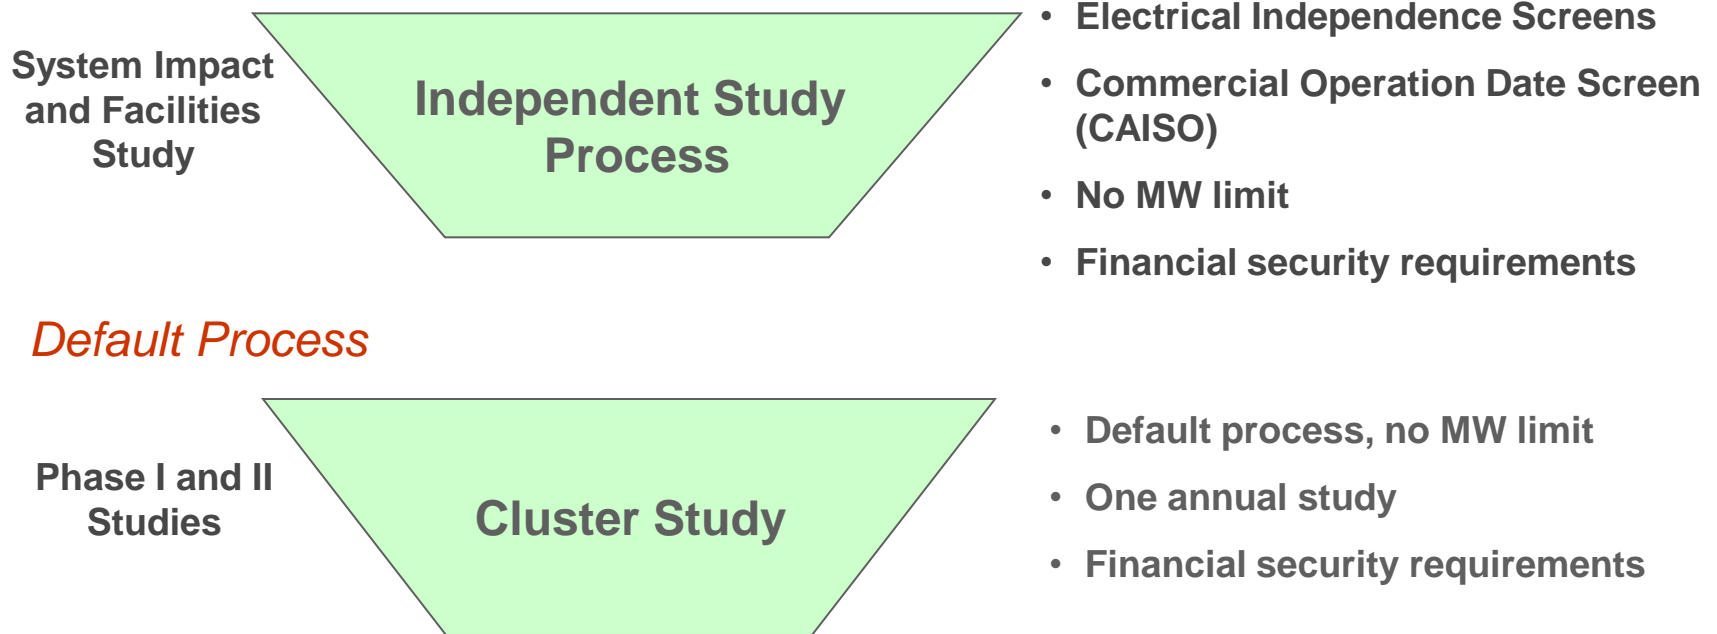 System Impact
and Facilities
Study
Independent Study
Process
• Electrical Independence Screens
• Commercial Operation Date Screen
(CAISO)
• No MW limit
• Financial security requirements
Default Process
Phase I and II
Studies
Cluster Study
• Default process, no MW limit
• One annual study
• Financial security requirements